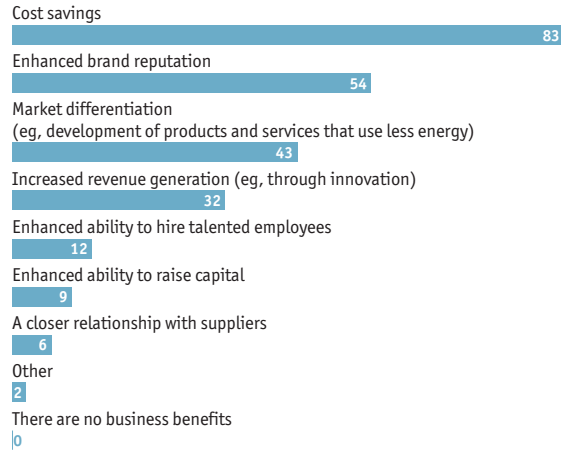 Cost savings
83
Enhanced brand reputation
54
Market differentiation
(eg, development of products and services that use less energy)
43
Increased revenue generation (eg, through innovation)
32
Enhanced ability to hire talented employees
12
Enhanced ability to raise capital
9
A closer relationship with suppliers
6
Other
2
There are no business benefits
0